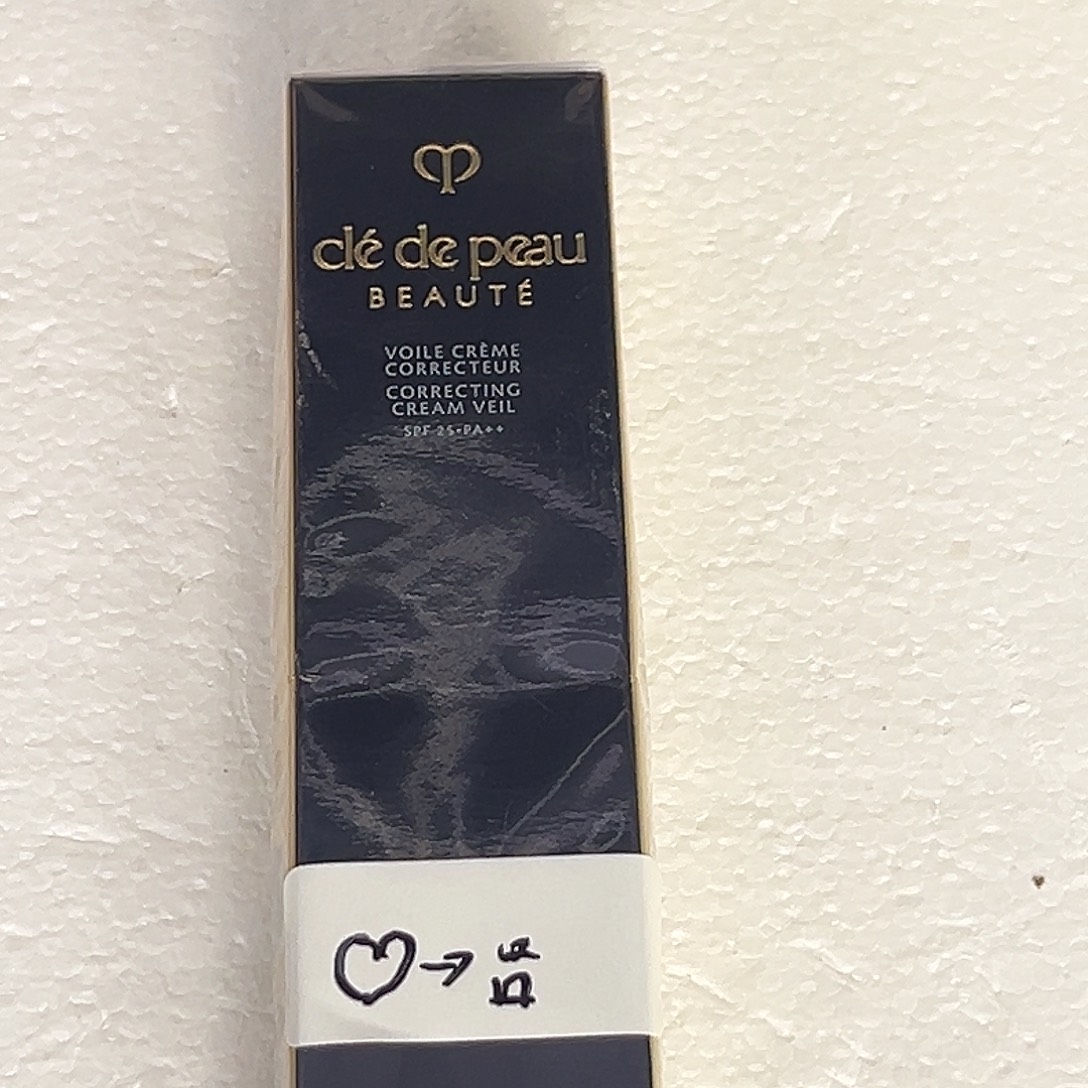 clé de peau
BEAUTÉ
VOILE CRÈME
CORRECTEUR
CORRECTING
CREAM VEIL
SPF 25•PA++